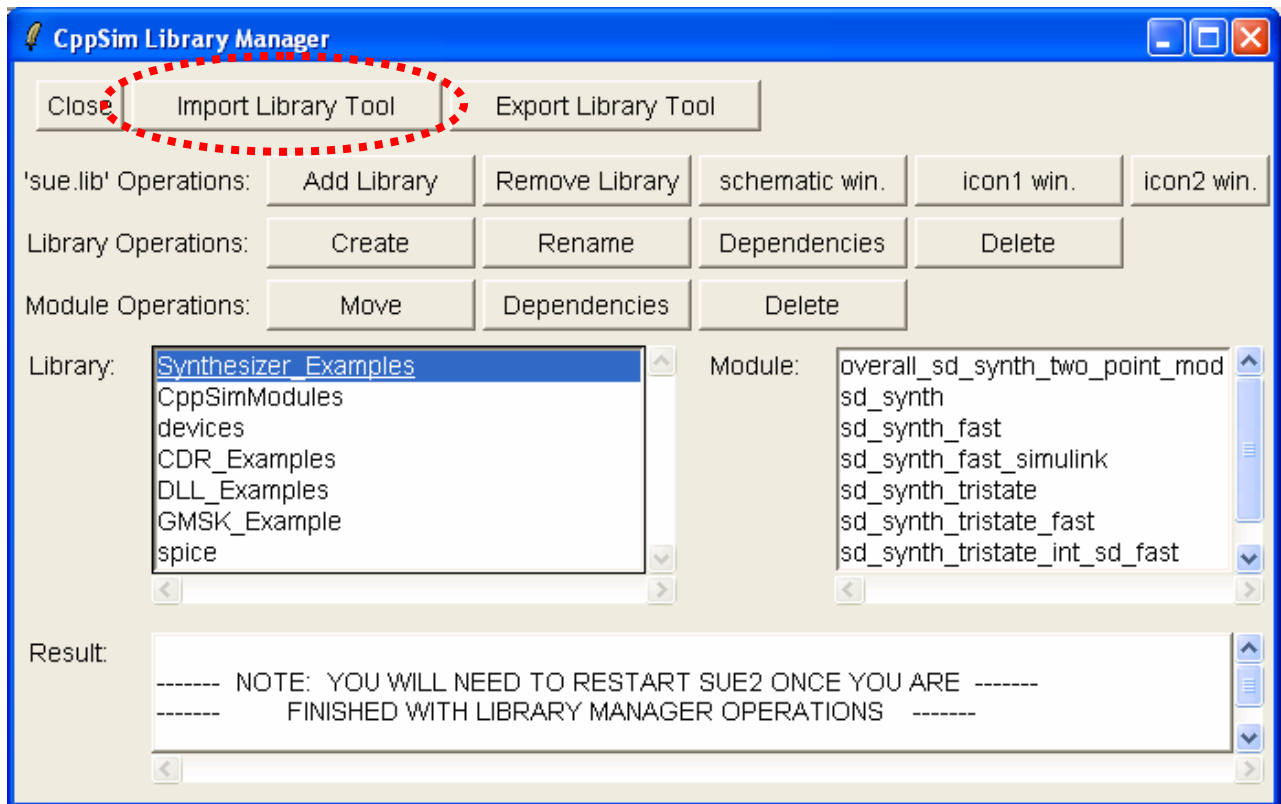 CppSim Library Manager
Close Import Library Tool Export Library Tool
'sue.lib' Operations: Add Library Remove Library schematic win. icon1 win. icon2 win.
Library Operations: Create Rename Dependencies Delete
Module Operations: Move Dependencies Delete
Library: Synthesizer_Examples Module: overall_sd_synth_two_point_mod
CppSimModules sd_synth
devices sd_synth_fast
CDR_Examples sd_synth_fast_simulink
DLL_Examples sd_synth_tristate
GMSK_Example sd_synth_tristate_fast
spice sd_synth_tristate_int_sd_fast
Result:
------- NOTE: YOU WILL NEED TO RESTART SUE2 ONCE YOU ARE -------
------- FINISHED WITH LIBRARY MANAGER OPERATIONS -------